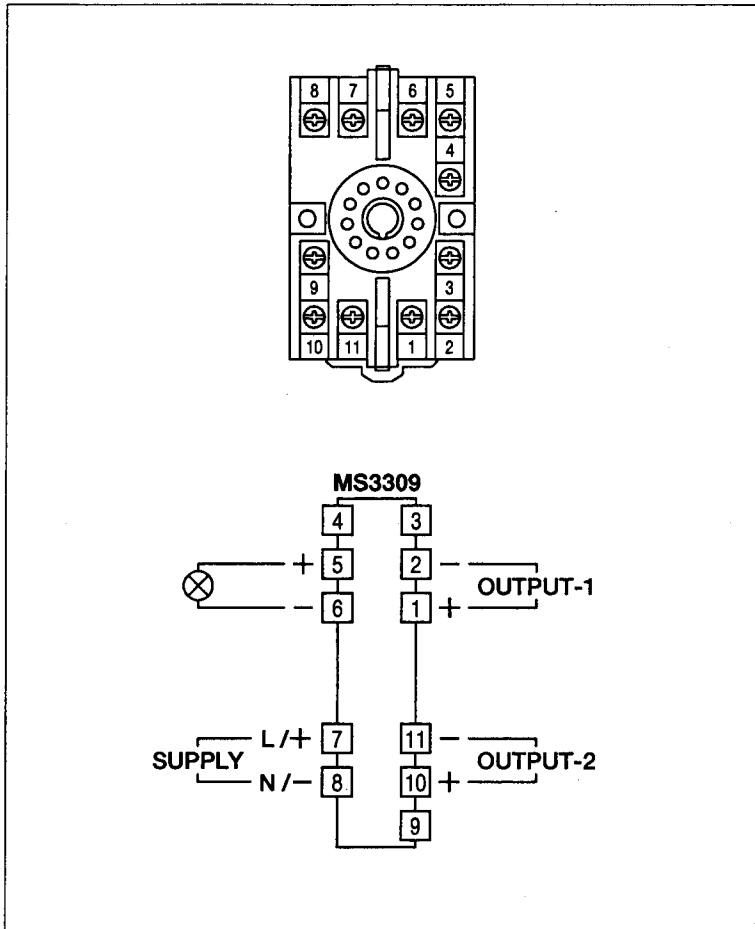 8 7 6 5
4
9 3
10 11 1 2
MS3309
4 3
+ 5 2 −
OUTPUT-1
− 6 1 +
L/+ 7 11 −
SUPPLY OUTPUT-2
N/− 8 10 +
9